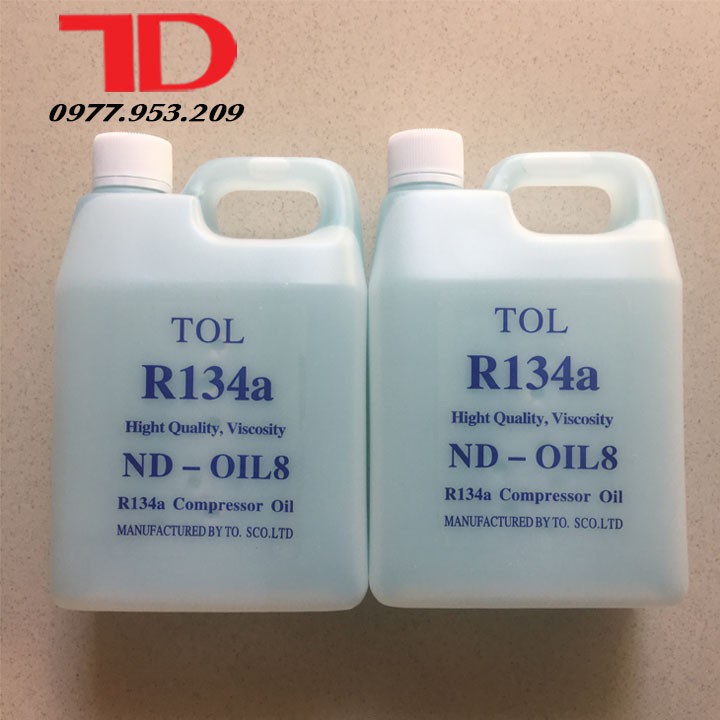 TD
0977.953.209
TOL
R134a
Hight Quality, Viscosity
ND – OIL8
R134a Compressor Oil
MANUFACTURED BY TO. SCO.LTD
TOL
R134a
Hight Quality, Viscosity
ND – OIL8
R134a Compressor Oil
MANUFACTURED BY TO. SCO.LTD